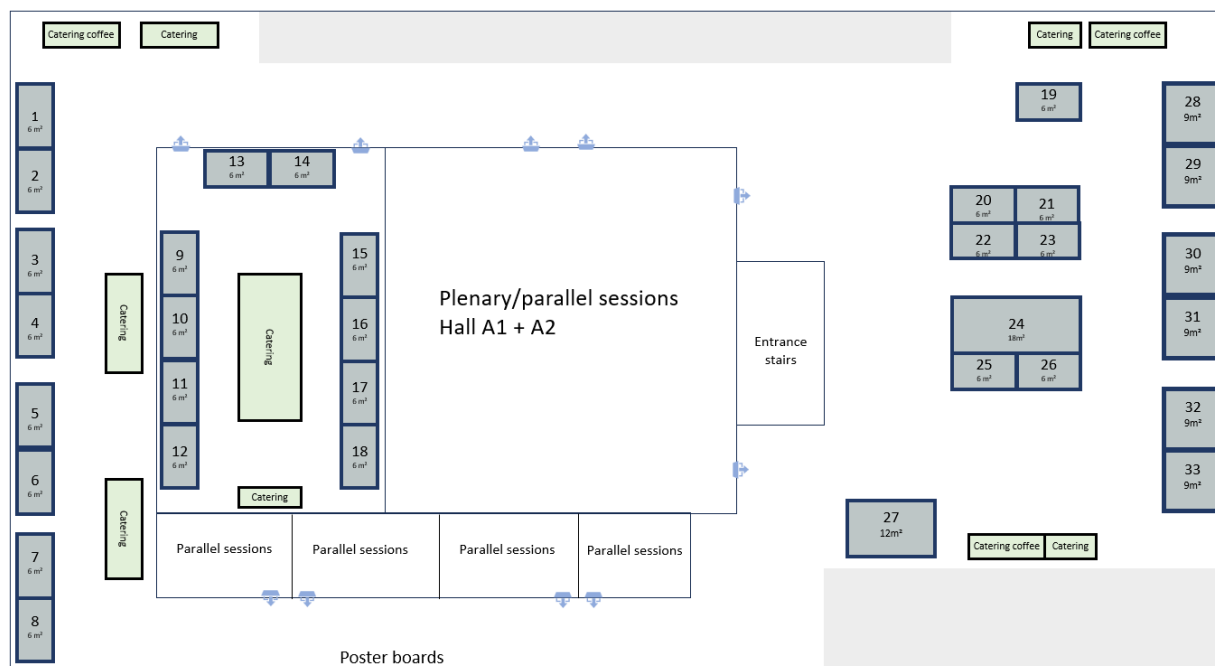 Catering coffee
Catering
Catering
Catering coffee
1
6 m²
2
6 m²
3
6 m²
4
6 m²
5
6 m²
6
6 m²
7
6 m²
8
6 m²
Catering
Catering
13
6 m²
14
6 m²
9
6 m²
10
6 m²
11
6 m²
12
6 m²
Catering
15
6 m²
16
6 m²
17
6 m²
18
6 m²
Catering
Plenary/parallel sessions
Hall A1 + A2
Entrance
stairs
Parallel sessions
Parallel sessions
Parallel sessions
Parallel sessions
Poster boards
19
6 m²
20
6 m²
21
6 m²
22
6 m²
23
6 m²
24
18m²
25
6 m²
26
6 m²
27
12m²
Catering coffee
Catering
28
9m²
29
9m²
30
9m²
31
9m²
32
9m²
33
9m²